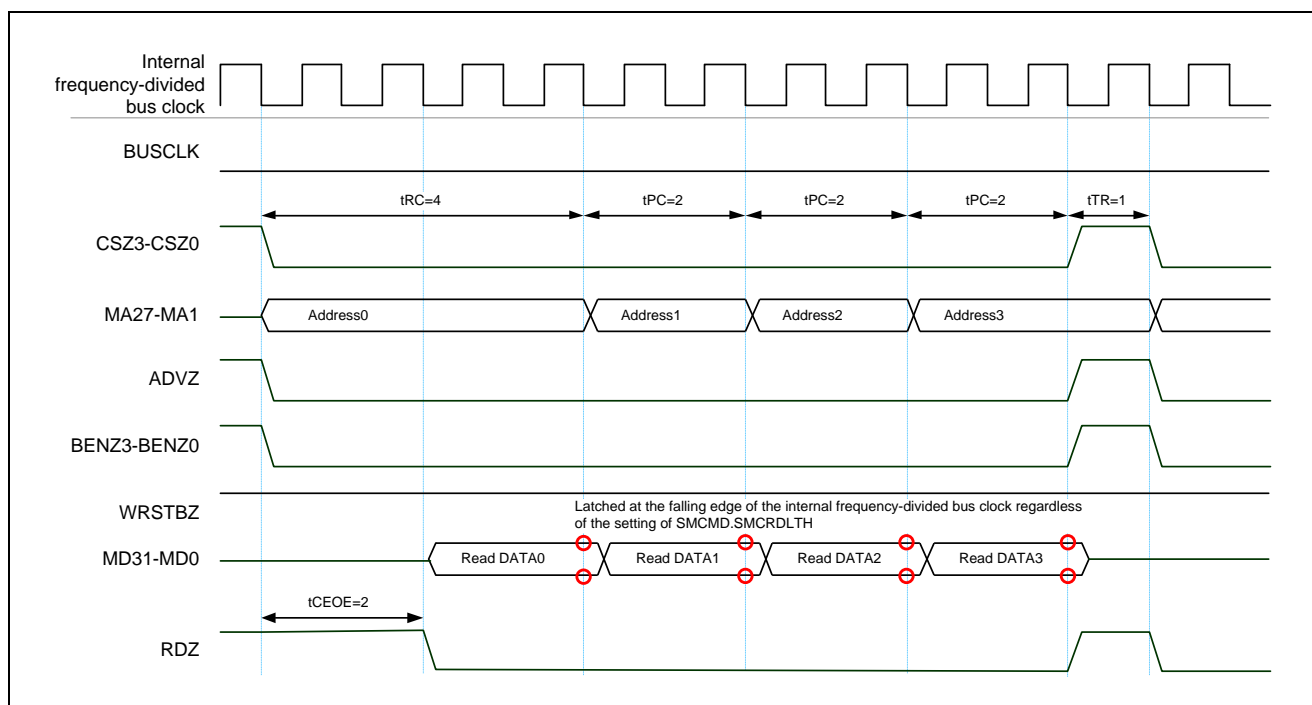 Internal
frequency-divided
bus clock
BUSCLK
tRC=4 tPC=2 tPC=2 tPC=2 tTR=1
CSZ3-CSZ0
MA27-MA1 Address0 Address1 Address2 Address3
ADVZ
BENZ3-BENZ0
WRSTBZ
Latched at the falling edge of the internal frequency-divided bus clock regardless
of the setting of SMCMD.SMCRDLTH
MD31-MD0 Read DATA0 Read DATA1 Read DATA2 Read DATA3
tCEOE=2
RDZ